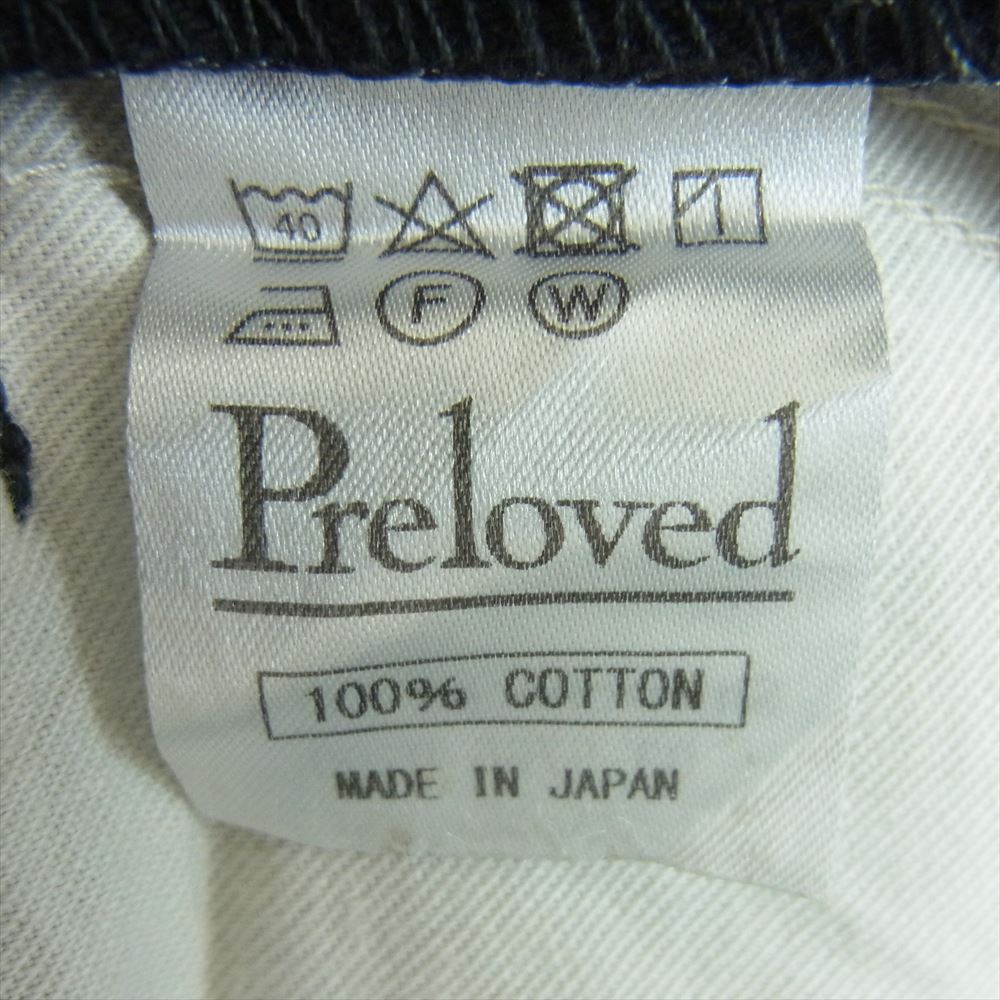 40
F W
Preloved
100% COTTON
MADE IN JAPAN